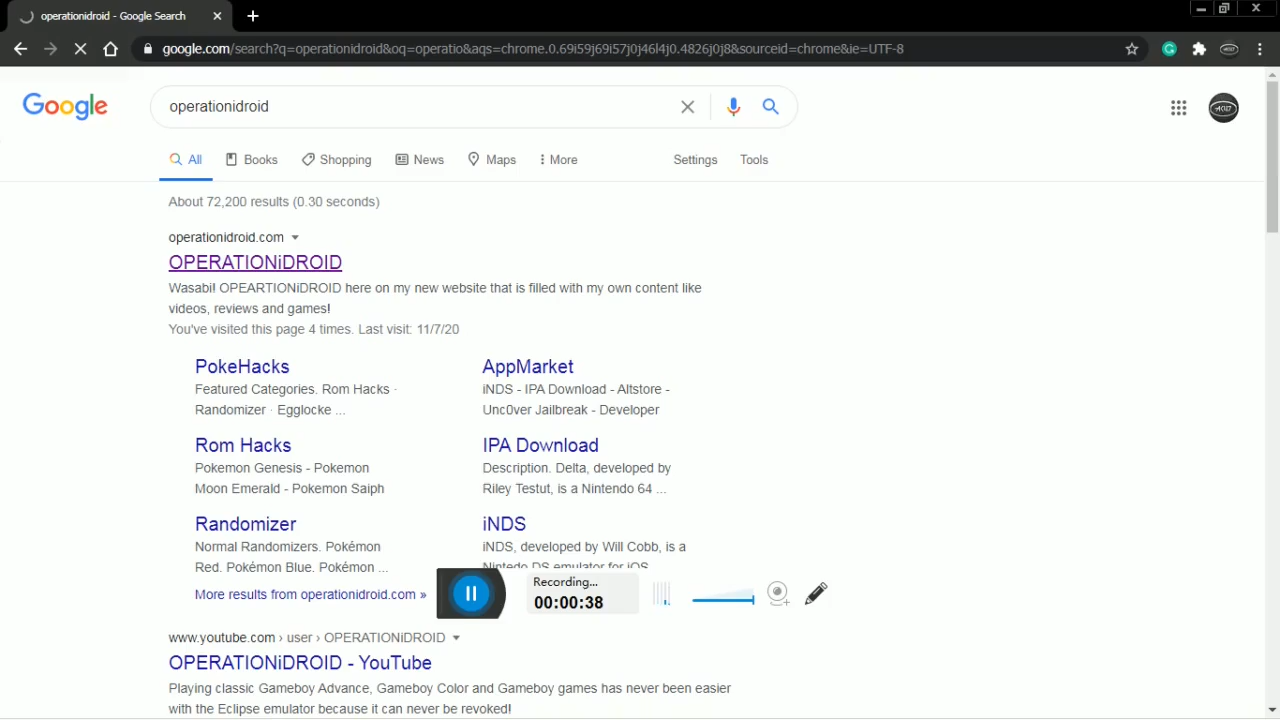 operationidroid - Google Search
google.com/search?q=operationidroid&oq=operatio&aqs=chrome.0.69i59j69i57j0j46l4j0.4826j0j8&sourceid=chrome&ie=UTF-8
Google
operationidroid
All Books Shopping News Maps More Settings Tools
About 72,200 results (0.30 seconds)
operationidroid.com
OPERATIONiDROID
Wasabi! OPEARTIONiDROID here on my new website that is filled with my own content like
videos, reviews and games!
You've visited this page 4 times. Last visit: 11/7/20
PokeHacks
Featured Categories. Rom Hacks ·
Randomizer · Egglocke ...
AppMarket
iNDS - IPA Download - Altstore -
Unc0ver Jailbreak - Developer
Rom Hacks
Pokemon Genesis - Pokemon
Moon Emerald - Pokemon Saiph
IPA Download
Description. Delta, developed by
Riley Testut, is a Nintendo 64 ...
Randomizer
Normal Randomizers. Pokémon
Red. Pokémon Blue. Pokémon ...
iNDS
iNDS, developed by Will Cobb, is a
Nintedo DS emulator for iOS
More results from operationidroid.com »
Recording...
00:00:38
www.youtube.com › user › OPERATIONiDROID
OPERATIONiDROID - YouTube
Playing classic Gameboy Advance, Gameboy Color and Gameboy games has never been easier
with the Eclipse emulator because it can never be revoked!